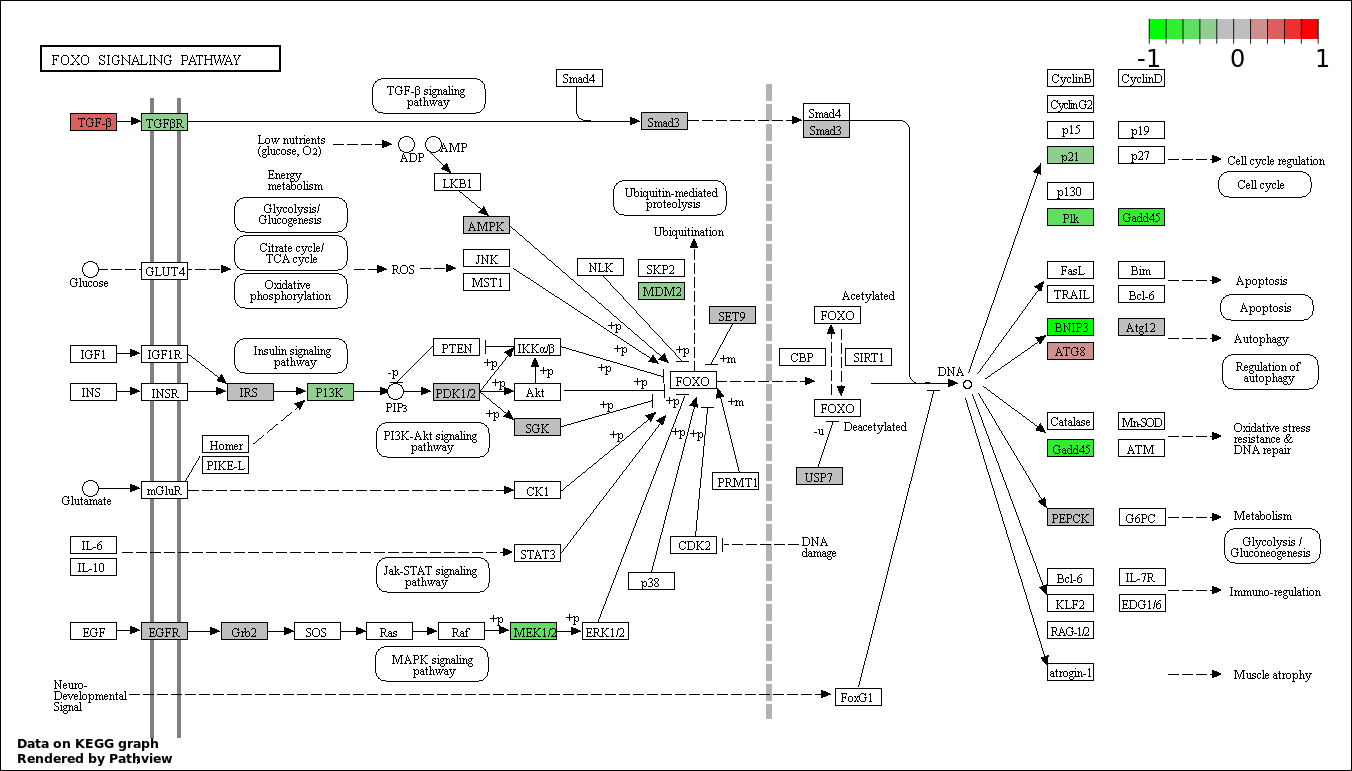 FOXO SIGNALING PATHWAY
-1 0 1
TGF-β signaling
pathway
Smad4
TGF-β
TGFβR
Smad3
Smad4
Smad3
Low nutrients
(glucose, O2)
ADP
AMP
LKB1
Energy
metabolism
Glycolysis/
Glucogenesis
AMPK
Ubiquitin-mediated
proteolysis
Ubiquitination
Citrate cycle/
TCA cycle
Glucose
GLUT4
ROS
JNK
MST1
NLK
SKP2
MDM2
Oxidative
phosphorylation
SET9
Acetylated
FOXO
CBP
SIRT1
FOXO
Deacetylated
-u
USP7
IGF1
IGF1R
Insulin signaling
pathway
PTEN
IKKα/β
+p
+p
+p
+m
INS
INSR
IRS
P13K
-p
PIP3
PDK1/2
+p
+p
+p
Akt
+p
+p
+p
SGK
+p
+p
FOXO
+p
+m
+p
+p
PI3K-Akt signaling
pathway
Homer
PIKE-L
Glutamate
mGluR
CK1
PRMT1
IL-6
IL-10
STAT3
Jak-STAT signaling
pathway
CDK2
DNA
damage
p38
EGF
EGFR
Grb2
SOS
Ras
Raf
+p
MEK1/2
+p
ERK1/2
MAPK signaling
pathway
Neuro-
Developmental
Signal
FoxG1
DNA
CyclinB
CyclinD
CyclinG2
p15
p19
p21
p27
Cell cycle regulation
Cell cycle
p130
Plk
Gadd45
FasL
Bim
Apoptosis
TRAIL
Bcl-6
Apoptosis
BNIP3
Atg12
Autophagy
ATG8
Regulation of
autophagy
Catalase
Mn-SOD
Oxidative stress
resistance &
DNA repair
Gadd45
ATM
PEPCK
G6PC
Metabolism
Glycolysis /
Gluconeogenesis
Bcl-6
IL-7R
Immuno-regulation
KLF2
EDG1/6
RAG-1/2
atrogin-1
Muscle atrophy
Data on KEGG graph
Rendered by Pathview